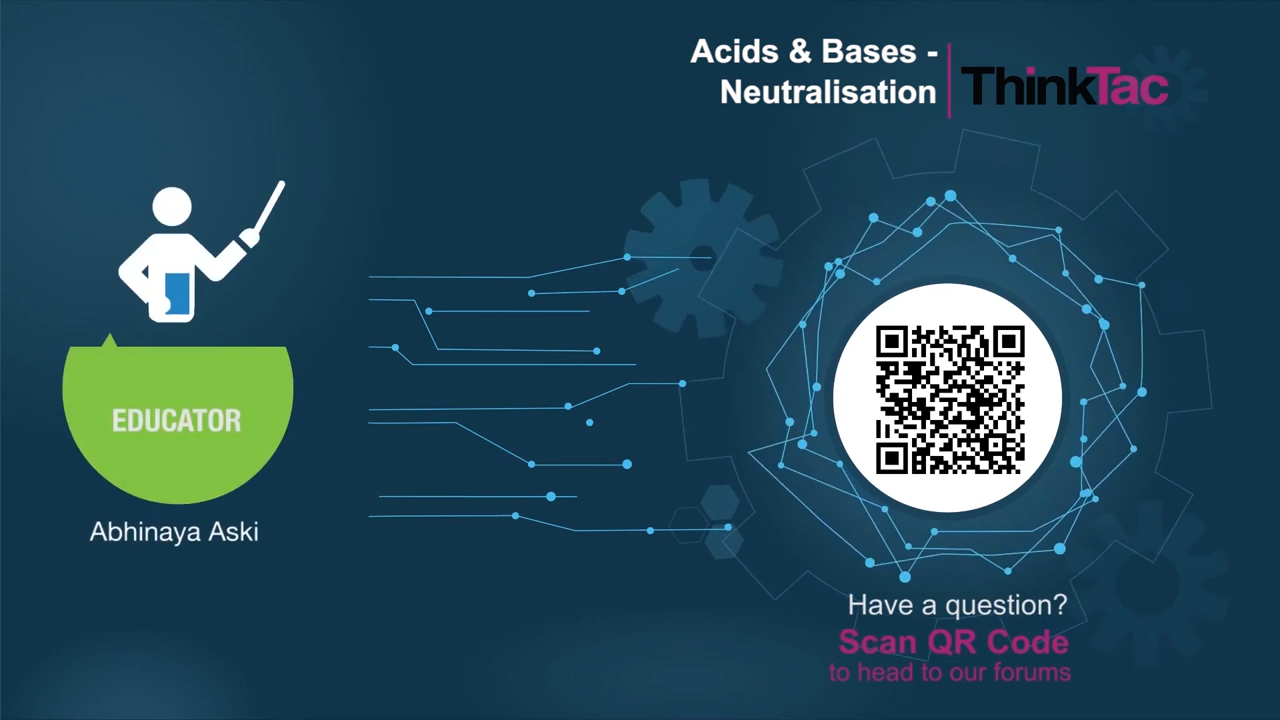 Acids & Bases -
Neutralisation
ThinkTac
EDUCATOR
Abhinaya Aski
Have a question?
Scan QR Code
to head to our forums